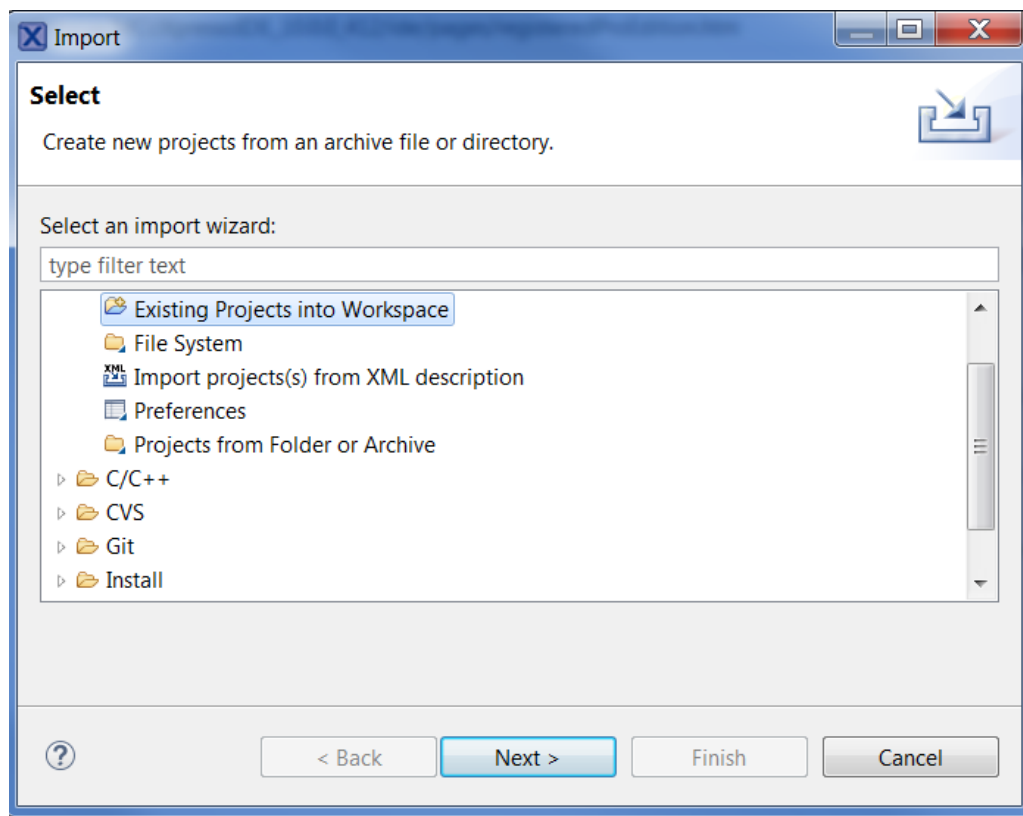 Import
Select
Create new projects from an archive file or directory.
Select an import wizard:
type filter text
Existing Projects into Workspace
File System
XML Import projects(s) from XML description
Preferences
Projects from Folder or Archive
C/C++
CVS
Git
Install
? < Back Next > Finish Cancel